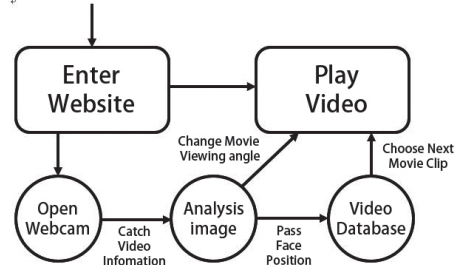 Enter
Website
Play
Video
Change Movie
Viewing angle
Choose Next
Movie Clip
Open
Webcam
Catch
Video
Infomation
Analysis
image
Pass
Face
Position
Video
Database